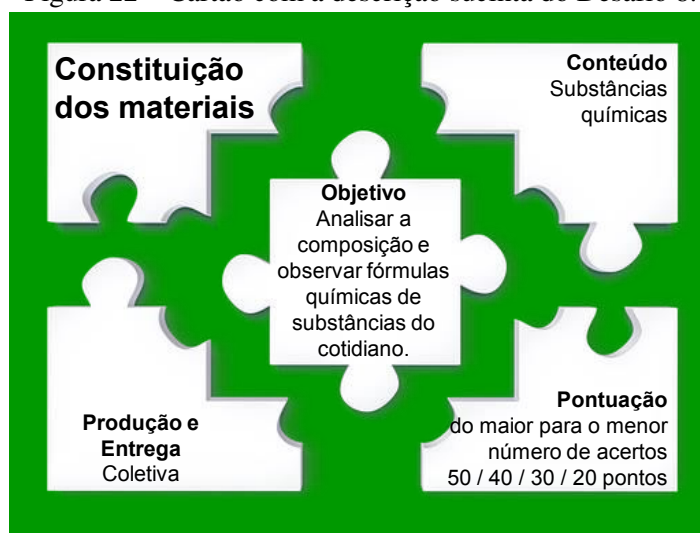 Constituição
dos materiais
Conteúdo
Substâncias
químicas
Objetivo
Analisar a
composição e
observar fórmulas
químicas de
substâncias do
cotidiano.
Produção e
Entrega
Coletiva
Pontuação
do maior para o menor
número de acertos
50 / 40 / 30 / 20 pontos